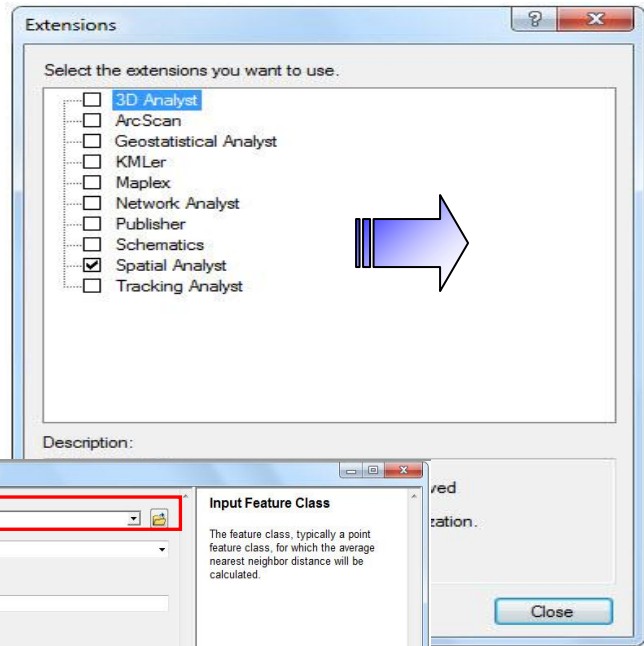 Extensions
Select the extensions you want to use.
3D Analyst
ArcScan
Geostatistical Analyst
KMLer
Maplex
Network Analyst
Publisher
Schematics
Spatial Analyst
Tracking Analyst
Description:
Input Feature Class
The feature class, typically a point
feature class, for which the average
nearest neighbor distance will be
calculated.
ved
zation.
Close